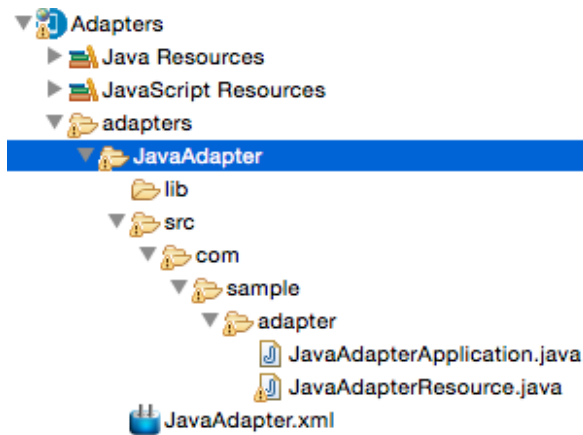 Adapters
Java Resources
JavaScript Resources
adapters
JavaAdapter
lib
src
com
sample
adapter
JavaAdapterApplication.java
JavaAdapterResource.java
JavaAdapter.xml